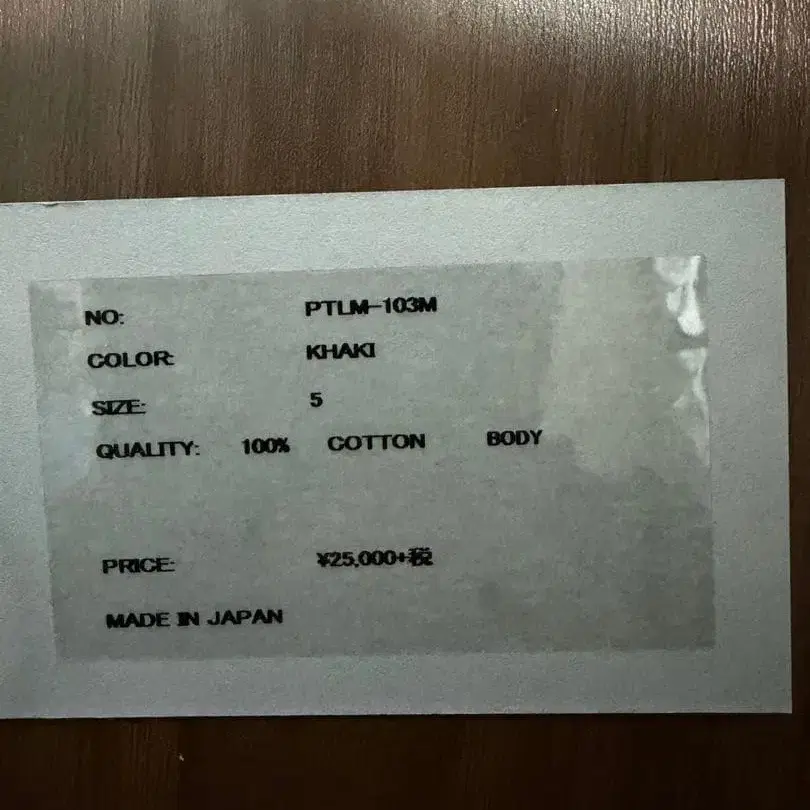 NO: PTLM-103M
COLOR: KHAKI
SIZE: 5
QUALITY: 100% COTTON BODY
PRICE: ¥25,000+税
MADE IN JAPAN